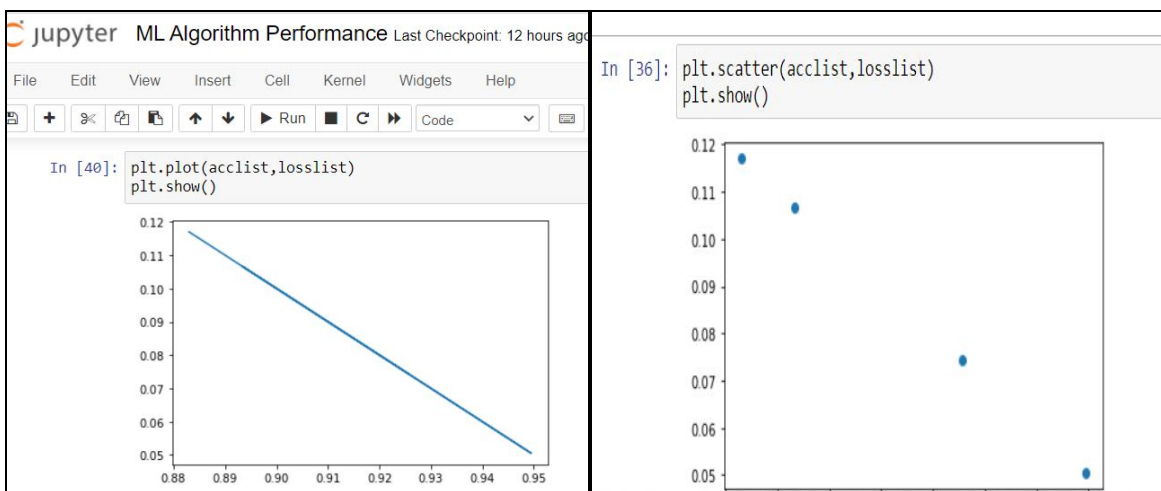 jupyter ML Algorithm Performance Last Checkpoint: 12 hours ago
File Edit View Insert Cell Kernel Widgets Help
Run Code
In [40]: plt.plot(acclist,losslist)
plt.show()
0.12
0.11
0.10
0.09
0.08
0.07
0.06
0.05
0.88 0.89 0.90 0.91 0.92 0.93 0.94 0.95
In [36]: plt.scatter(acclist,losslist)
plt.show()
0.12
0.11
0.10
0.09
0.08
0.07
0.06
0.05